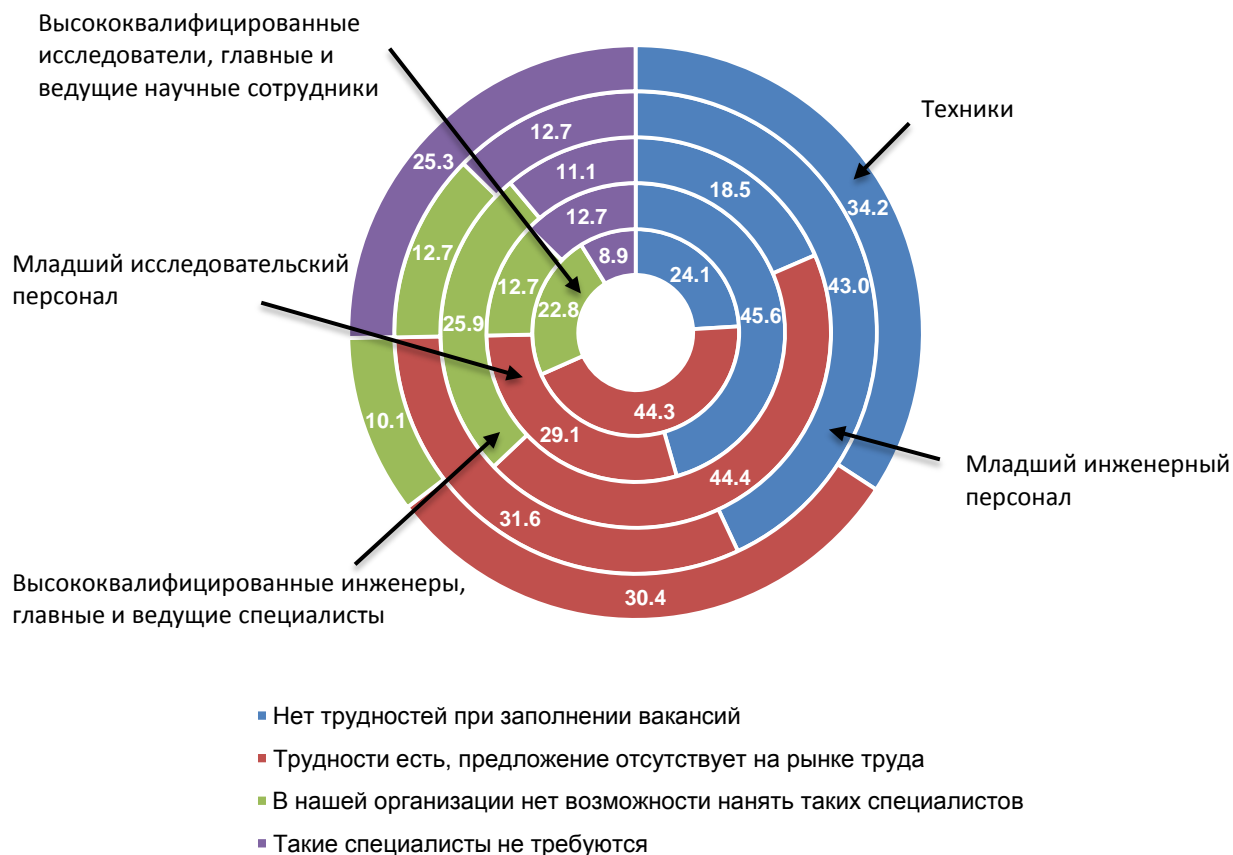 Высококвалифицированные
исследователи, главные и
ведущие научные сотрудники
Техники
Младший исследовательский
персонал
Младший инженерный
персонал
Высококвалифицированные инженеры,
главные и ведущие специалисты
34.2
30.4
10.1
25.3
43.0
31.6
12.7
12.7
18.5
44.4
25.9
11.1
45.6
29.1
12.7
12.7
24.1
44.3
22.8
8.9
Нет трудностей при заполнении вакансий
Трудности есть, предложение отсутствует на рынке труда
В нашей организации нет возможности нанять таких специалистов
Такие специалисты не требуются